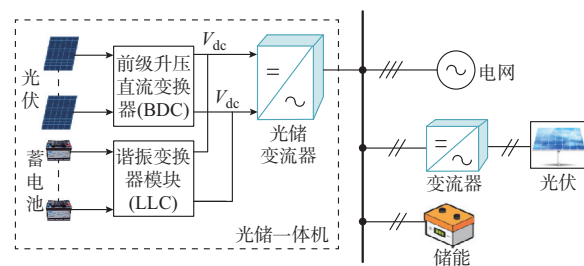 光
伏
蓄
电
池
前级升压
直流变换
器(BDC)
谐振变换
器模块
(LLC)
Vdc
Vdc
光储
变流器
光储一体机
电网
变流器
光伏
储能